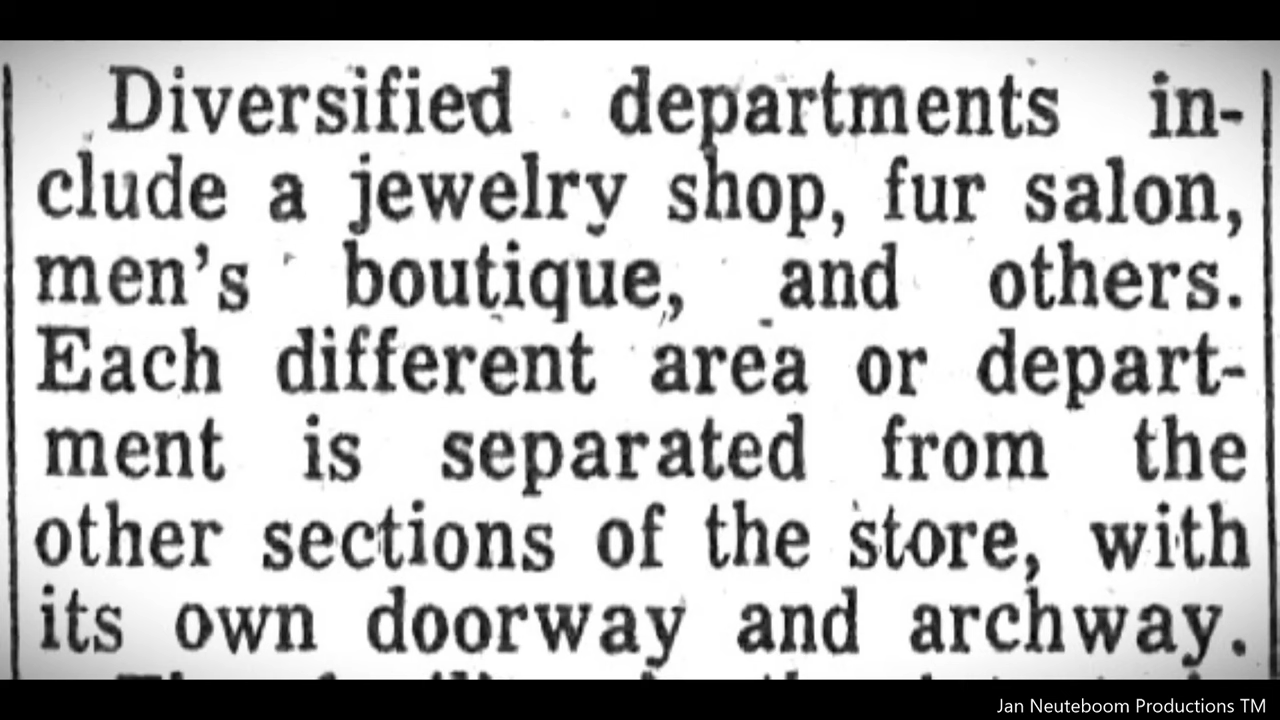 Diversified departments in-
clude a jewelry shop, fur salon,
men's boutique, and others.
Each different area or depart-
ment is separated from the
other sections of the store, with
its own doorway and archway.
Jan Neuteboom Productions TM